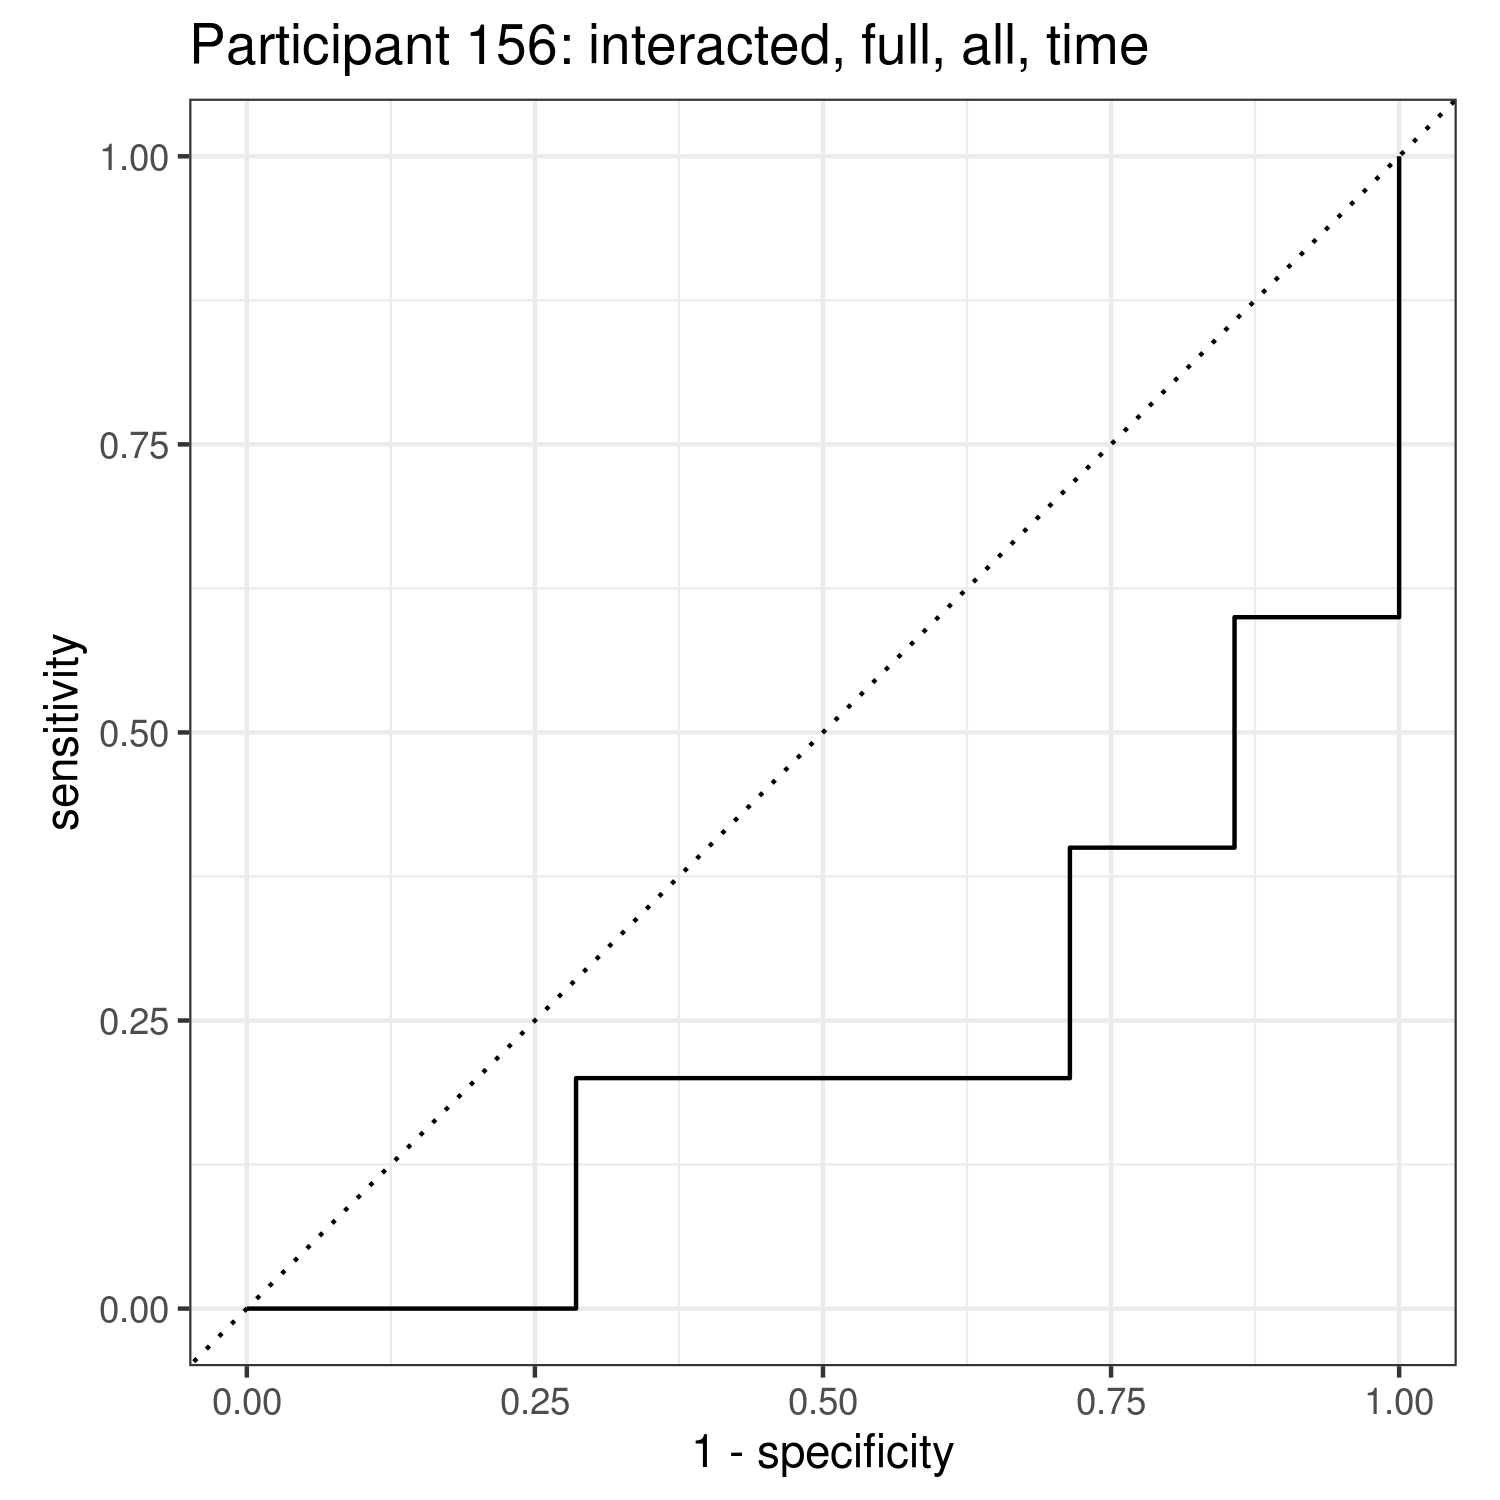 Participant 156: interacted, full, all, time
1.00
0.75
0.50
0.25
0.00
sensitivity
0.00 0.25 0.50 0.75 1.00
1 - specificity